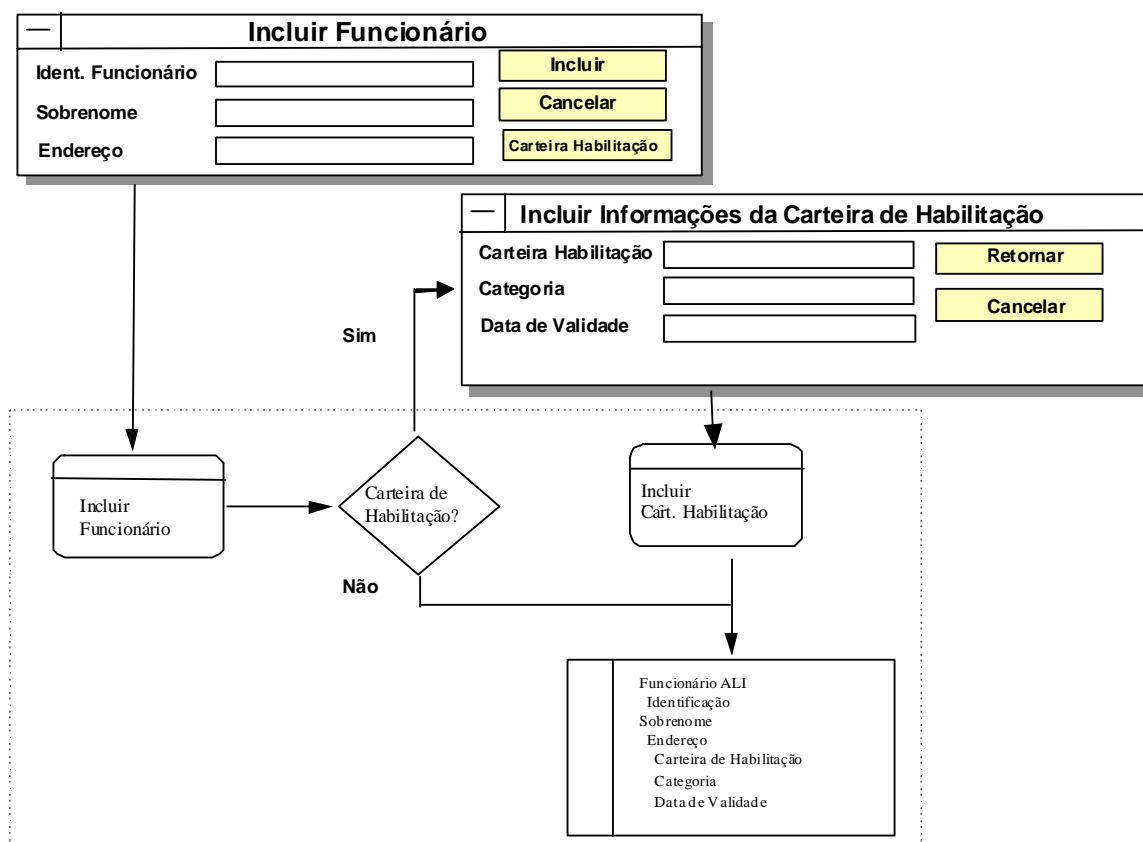 Incluir Funcionário
Ident. Funcionário
Incluir
Sobrenome
Cancelar
Endereço
Carteira Habilitação
Incluir Informações da Carteira de Habilitação
Carteira Habilitação
Retornar
Categoria
Cancelar
Data de Validade
Sim
Incluir
Funcionário
Carteira de
Habilitação?
Incluir
Cart. Habilitação
Não
Funcionário ALI
Identificação
Sobrenome
Endereço
Carteira de Habilitação
Categoria
Data de Validade